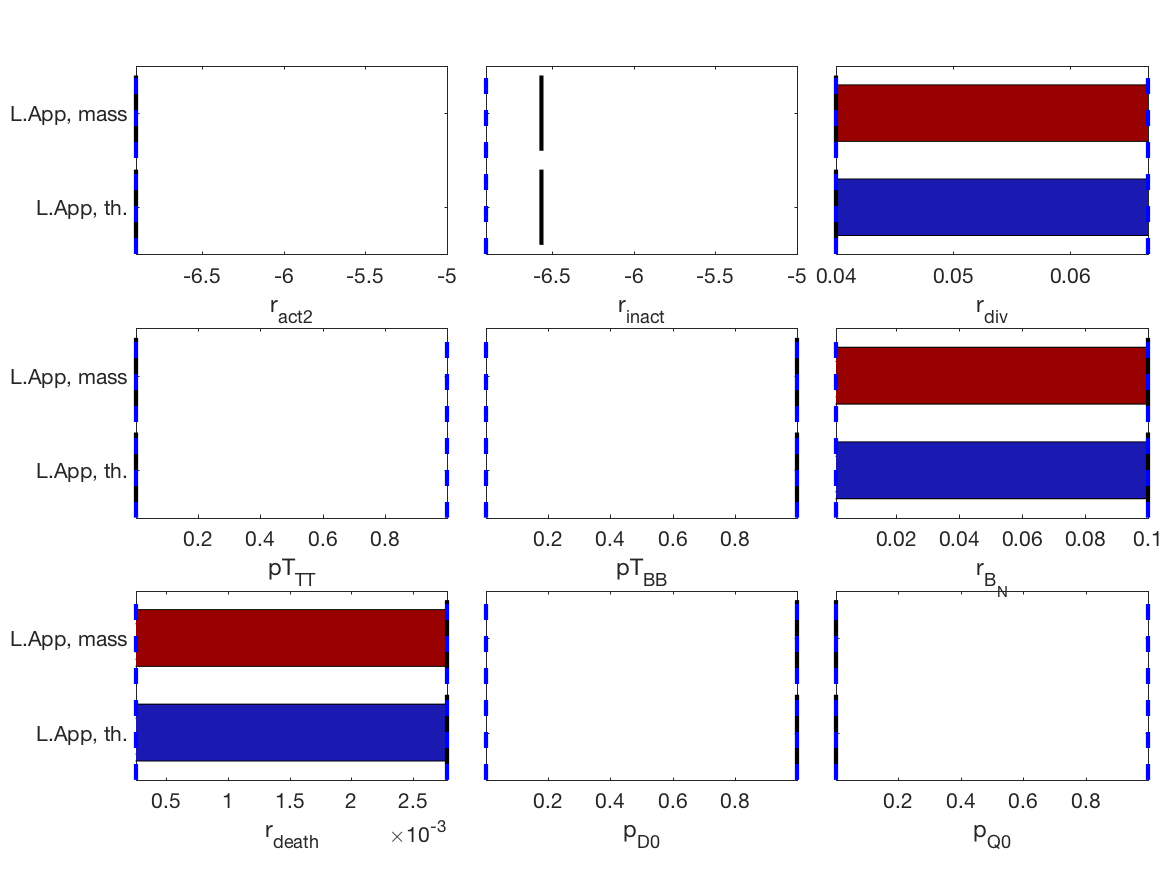 L.App, mass
L.App, th.
-6.5 -6 -5.5 -5
r_act2
-6.5 -6 -5.5 -5
r_inact
0.04 0.05 0.06
r_div
L.App, mass
L.App, th.
0.2 0.4 0.6 0.8
pT_TT
0.2 0.4 0.6 0.8
pT_BB
0.02 0.04 0.06 0.08 0.1
r_B_N
L.App, mass
L.App, th.
0.5 1 1.5 2 2.5
×10^-3
r_death
0.2 0.4 0.6 0.8
p_D0
0.2 0.4 0.6 0.8
p_Q0